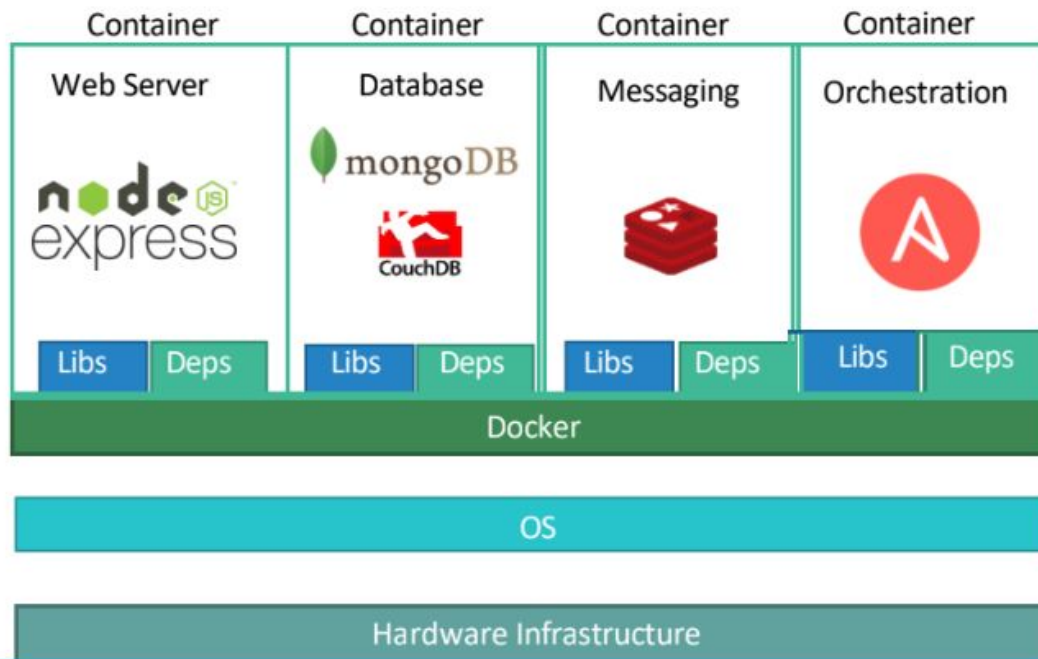 Container Container Container Container
Web Server
node JS
express
Libs Deps
Database
mongoDB
CouchDB
Libs Deps
Messaging
Libs Deps
Orchestration
A
Libs Deps
Docker
OS
Hardware Infrastructure